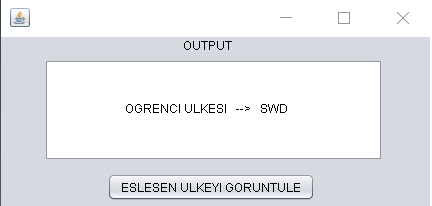 OUTPUT
OGRENCI ULKESI --> SWD
ESLESEN ULKEYI GORUNTULE